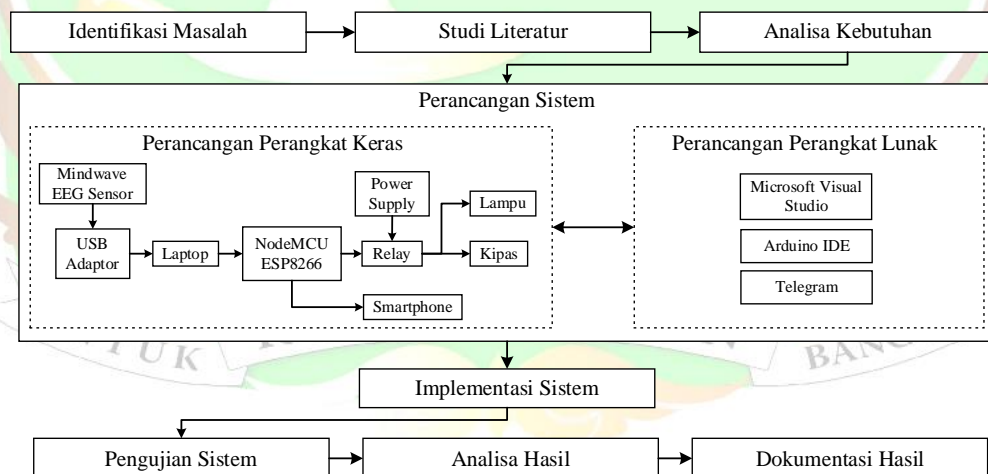 Identifikasi Masalah
Studi Literatur
Analisa Kebutuhan
Perancangan Sistem
Perancangan Perangkat Keras
Mindwave
EEG Sensor
USB
Adaptor
Laptop
NodeMCU
ESP8266
Power
Supply
Relay
Lampu
Kipas
Smartphone
Perancangan Perangkat Lunak
Microsoft Visual
Studio
Arduino IDE
Telegram
NTUK
BANG
Implementasi Sistem
Pengujian Sistem
Analisa Hasil
Dokumentasi Hasil